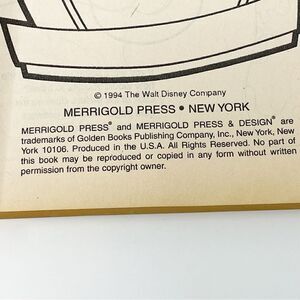 © 1994 The Walt Disney Company
MERRIGOLD PRESS • NEW YORK
MERRIGOLD PRESS® and MERRIGOLD PRESS & DESIGN® are
trademarks of Golden Books Publishing Company, Inc., New York, New
York 10106. Produced in the U.S.A. All Rights Reserved. No part of
this book may be reproduced or copied in any form without written
permission from the copyright owner.